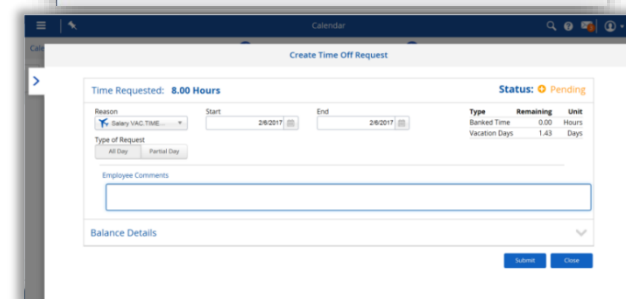 Calendar
Cale
Create Time Off Request
Time Requested: 8.00 Hours
Status: Pending
Reason Start End Type Remaining Unit
Salary VAC TIME... 2/6/2017 2/6/2017 Banked Time 0.00 Hours
Vacation Days 1.43 Days
Type of Request
All Day Partial Day
Employee Comments
Balance Details
Submit Close